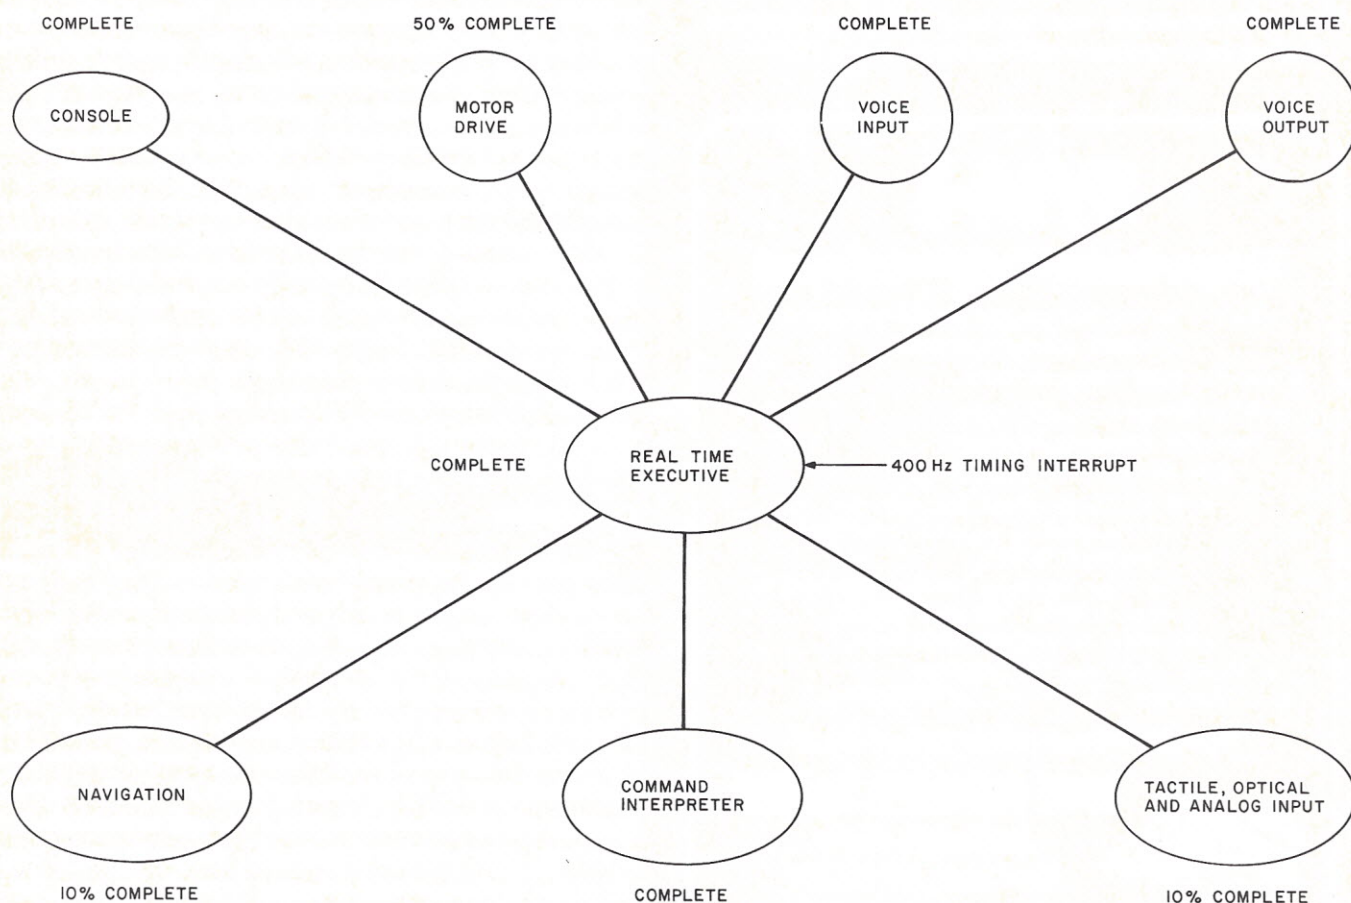 COMPLETE
50% COMPLETE
COMPLETE
COMPLETE
CONSOLE
MOTOR
DRIVE
VOICE
INPUT
VOICE
OUTPUT
COMPLETE
REAL TIME
EXECUTIVE
400 Hz TIMING INTERRUPT
NAVIGATION
COMMAND
INTERPRETER
TACTILE, OPTICAL
AND ANALOG INPUT
10% COMPLETE
COMPLETE
10% COMPLETE